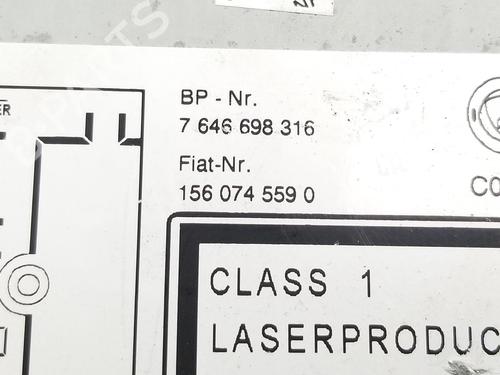 BP - Nr.
7 646 698 316
Fiat-Nr.
156 074 559 0
CLASS 1
LASERPRODUC